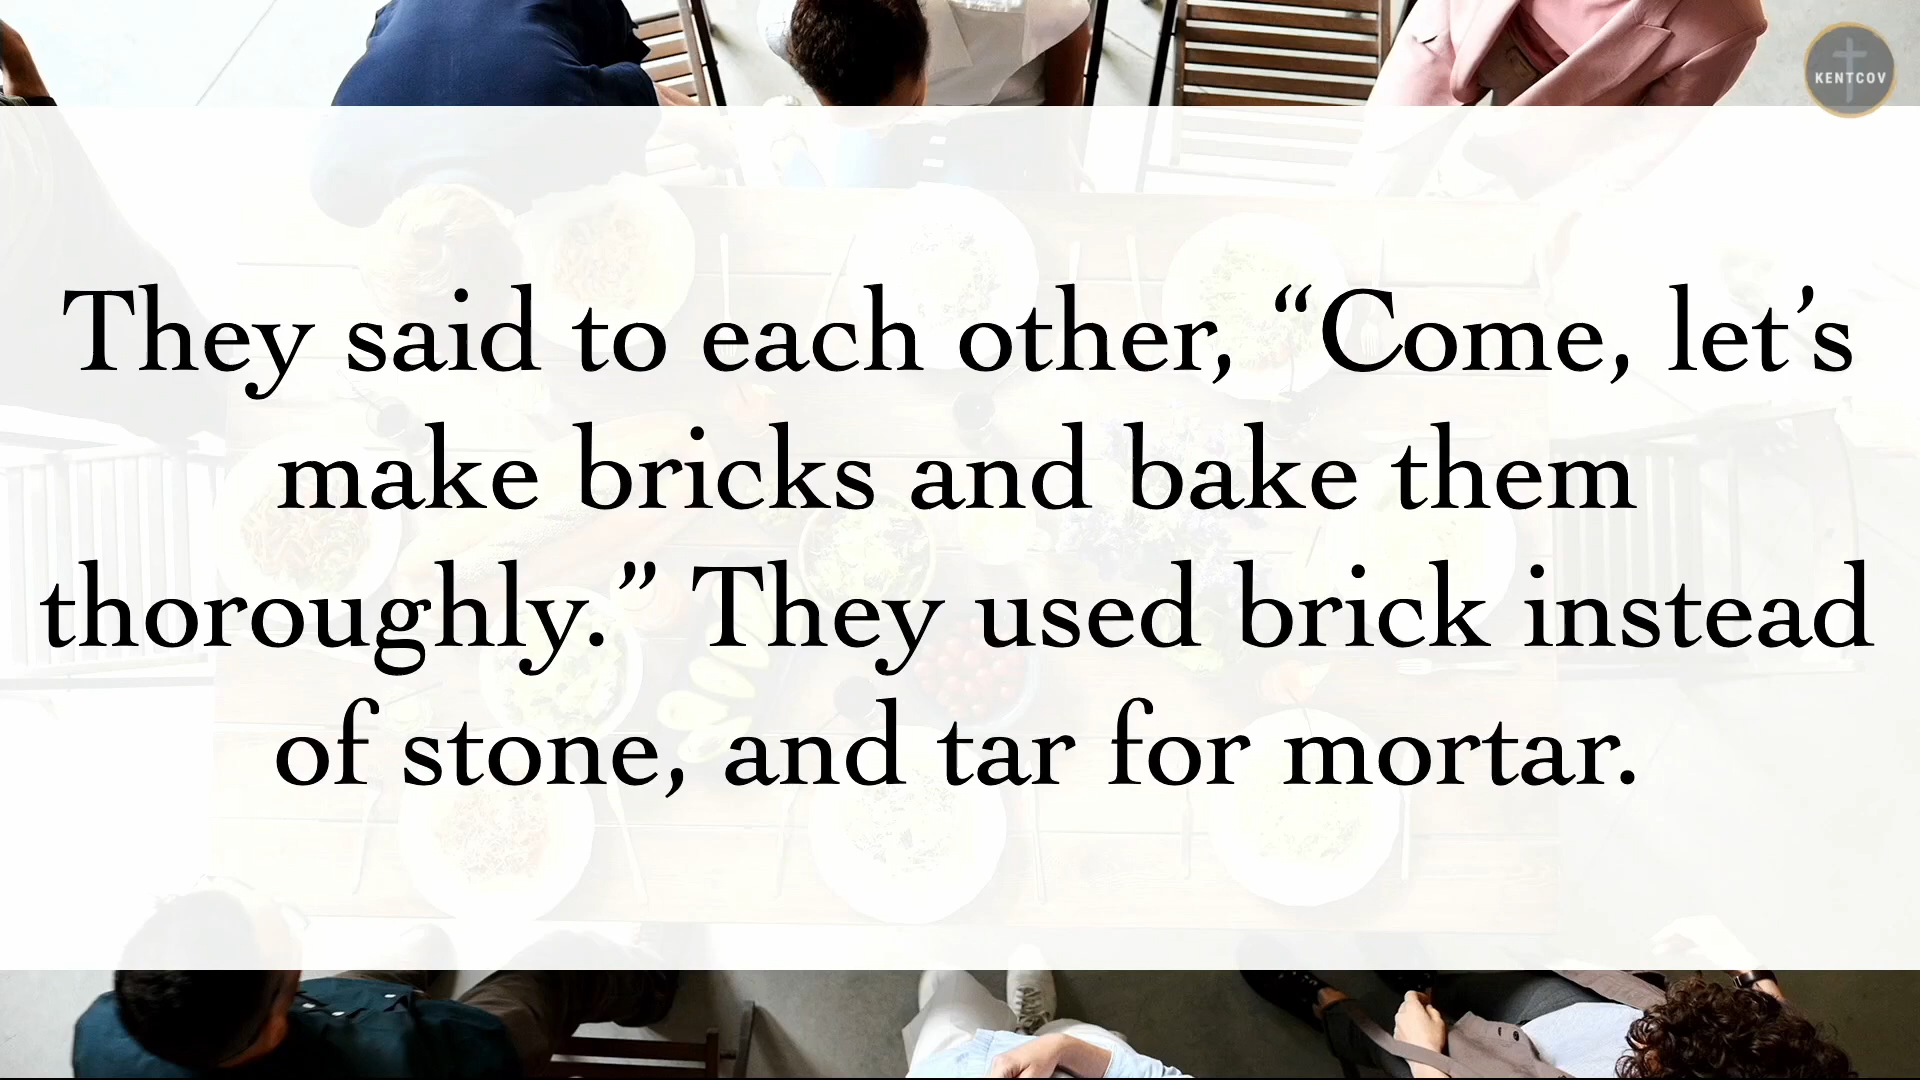 KENTCOV
They said to each other, “Come, let’s
make bricks and bake them
thoroughly.” They used brick instead
of stone, and tar for mortar.